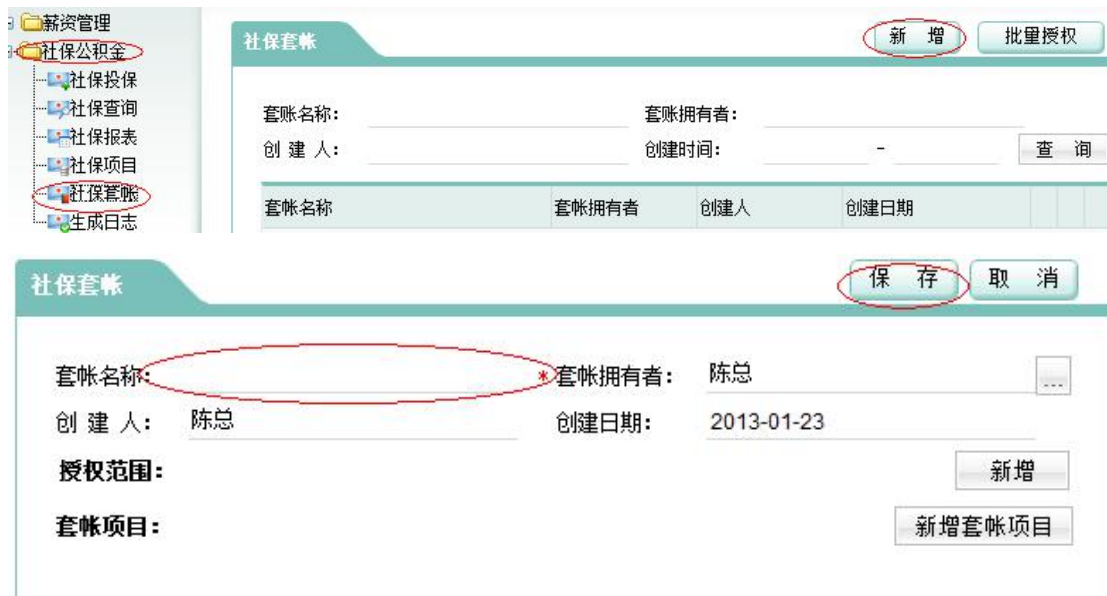 薪资管理
社保公积金
社保投保
社保查询
社保报表
社保项目
社保套帐
生成日志
社保套帐
新 增 批量授权
套账名称： 套账拥有者：
创 建 人： 创建时间： - 查 询
套帐名称 套帐拥有者 创建人 创建日期
社保套帐 保 存 取 消
套帐名称： * 套帐拥有者： 陈总 ...
创 建 人： 陈总 创建日期： 2013-01-23
授权范围： 新增
套帐项目： 新增套帐项目